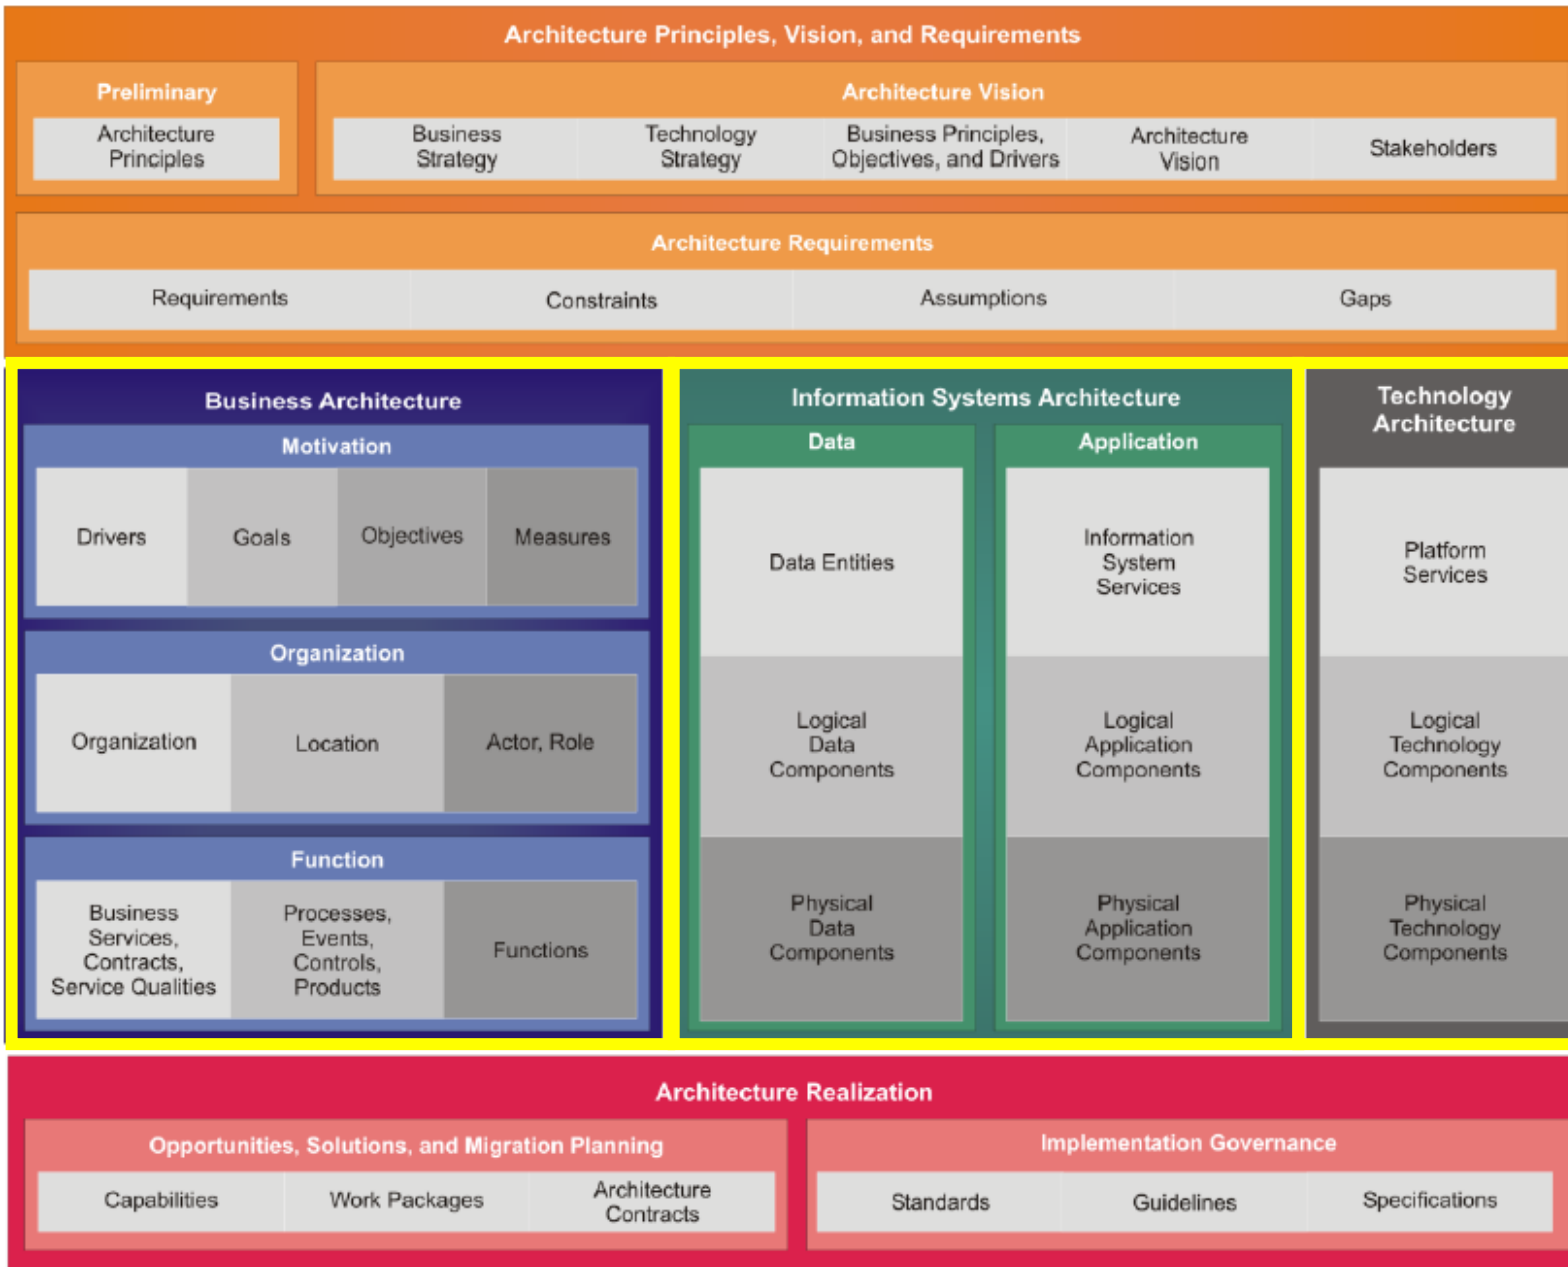 Architecture Principles, Vision, and Requirements
Preliminary
Architecture
Principles
Architecture Vision
Business
Strategy
Technology
Strategy
Business Principles,
Objectives, and Drivers
Architecture
Vision
Stakeholders
Architecture Requirements
Requirements
Constraints
Assumptions
Gaps
Business Architecture
Motivation
Drivers
Goals
Objectives
Measures
Organization
Organization
Location
Actor, Role
Function
Business
Services,
Contracts,
Service Qualities
Processes,
Events,
Controls,
Products
Functions
Information Systems Architecture
Data
Data Entities
Logical
Data
Components
Physical
Data
Components
Application
Information
System
Services
Logical
Application
Components
Physical
Application
Components
Technology
Architecture
Platform
Services
Logical
Technology
Components
Physical
Technology
Components
Architecture Realization
Opportunities, Solutions, and Migration Planning
Capabilities
Work Packages
Architecture
Contracts
Implementation Governance
Standards
Guidelines
Specifications